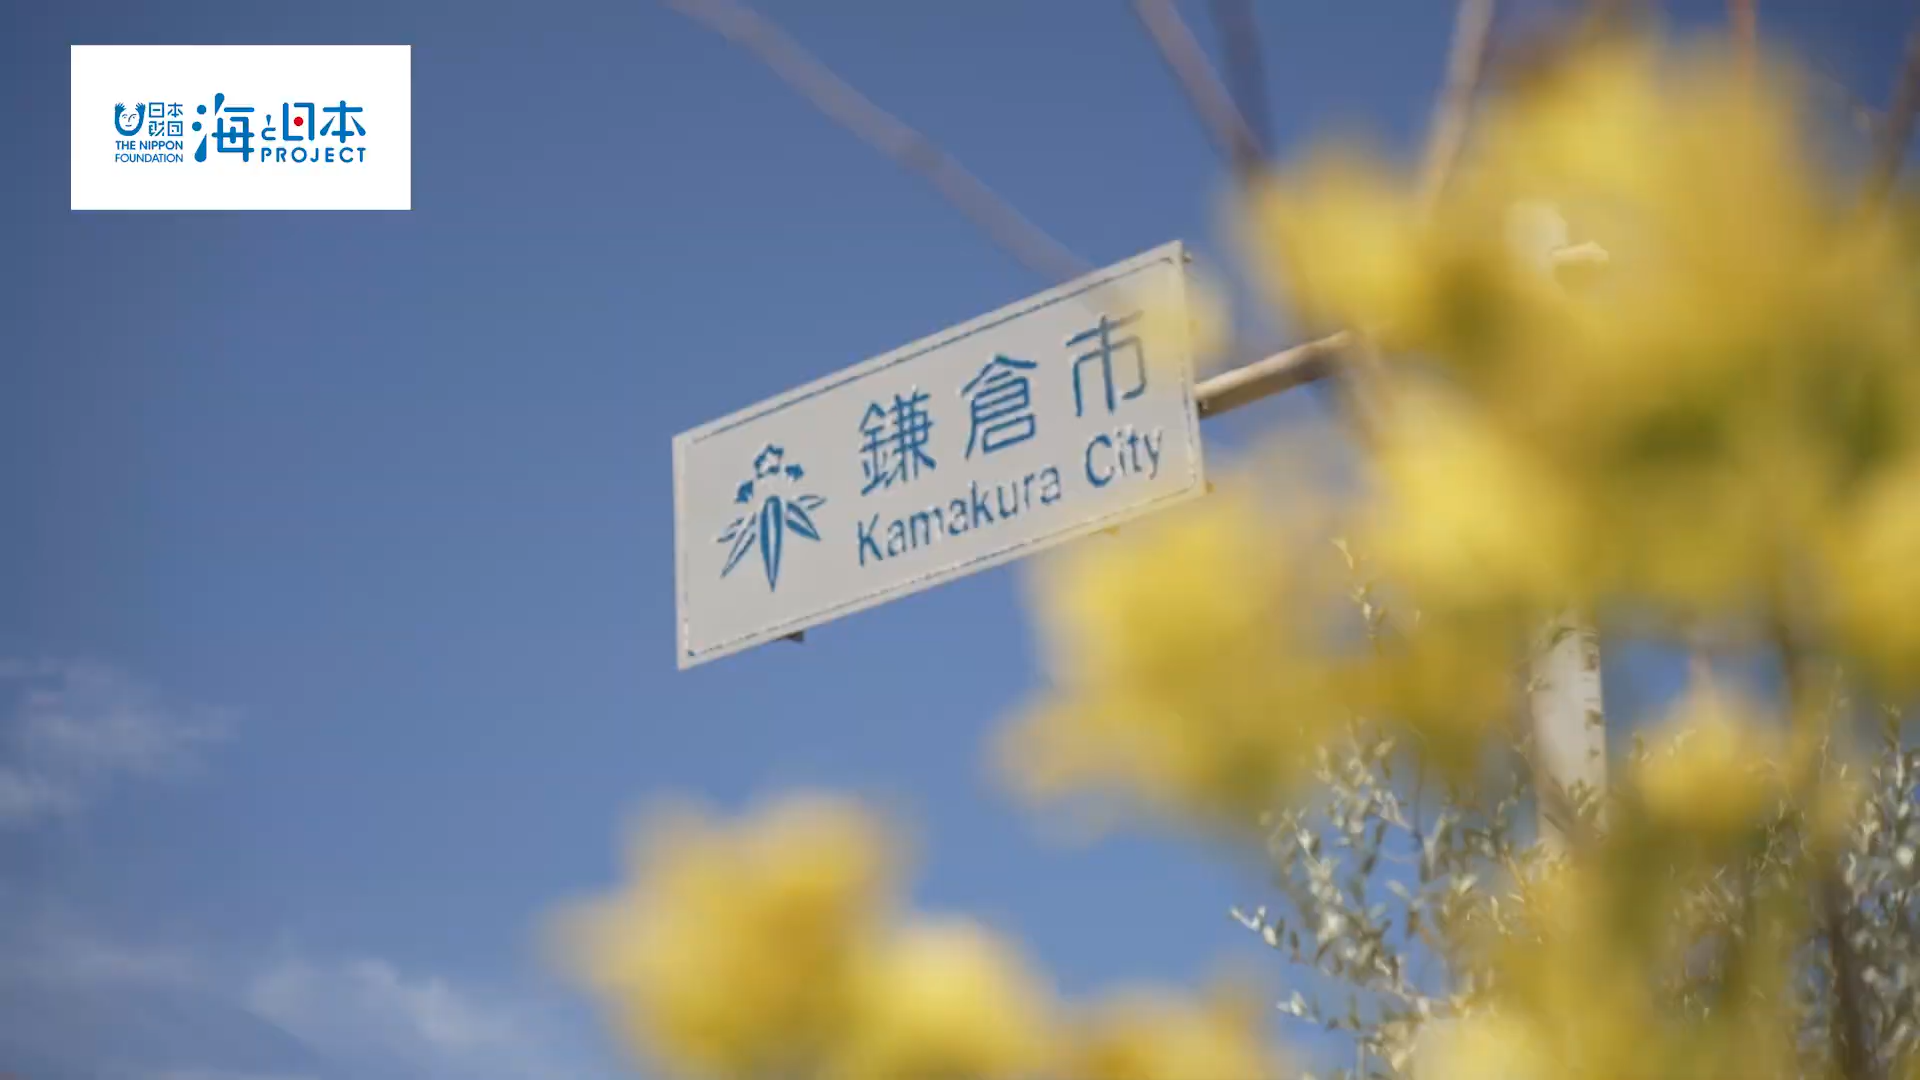 日本
財団
THE NIPPON
FOUNDATION
海と日本
PROJECT
鎌倉市
Kamakura City